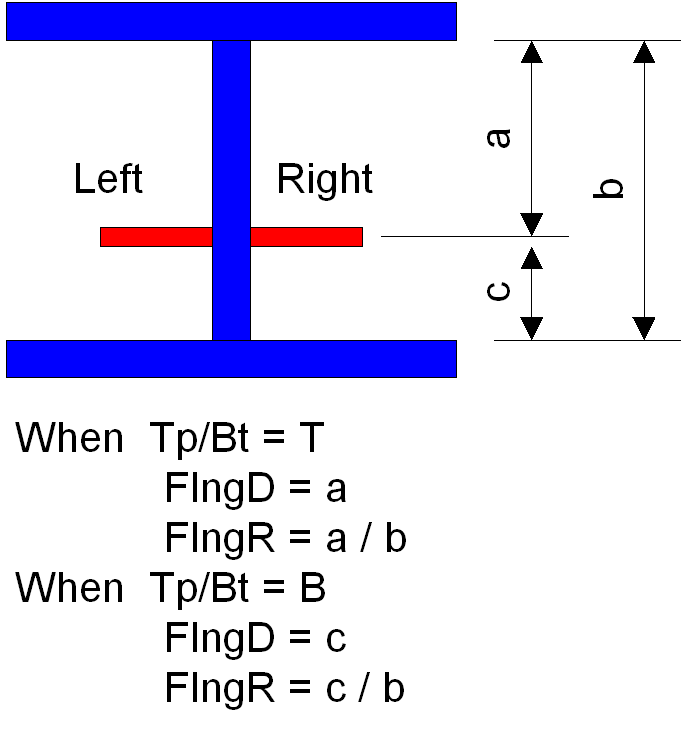 Left
Right
a
b
c
When Tp/Bt = T
FlngD = a
FlngR = a / b
When Tp/Bt = B
FlngD = c
FlngR = c / b